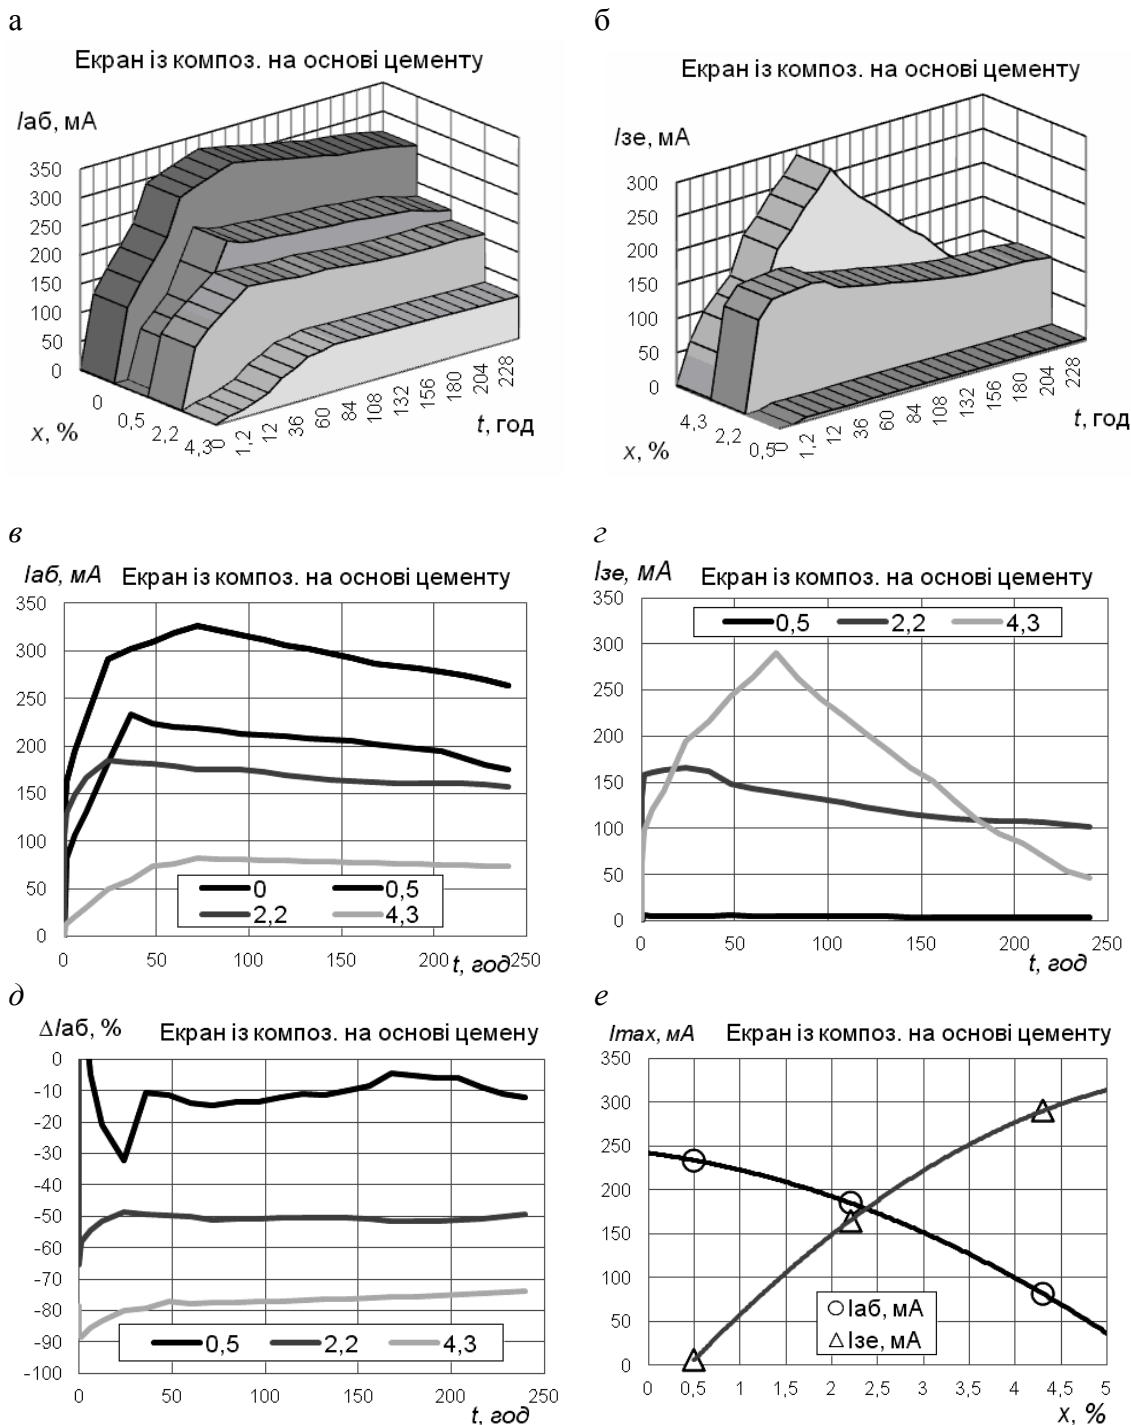 а
Екран із композ. на основі цементу
Iаб, мА
350
300
250
200
150
100
50
0
0
0,5
2,2
4,3
x, %
0
1,2
12
36
60
84
108
132
156
180
204
228
t, год
б
Екран із композ. на основі цементу
Iзе, мА
300
250
200
150
100
50
0
4,3
2,2
0,5
x, %
0
1,2
12
36
60
84
108
132
156
180
204
228
t, год
в
Iаб, мА Екран із композ. на основі цементу
350
300
250
200
150
100
50
0
0 0,5
2,2 4,3
0 50 100 150 200 t, год 250
г
Iзе, мА Екран із композ. на основі цементу
350
300
250
200
150
100
50
0
0,5 2,2 4,3
0 50 100 150 200 250
t, год
д
ΔIаб, % Екран із композ. на основі цемену
0
-10
-20
-30
-40
-50
-60
-70
-80
-90
-100
0,5 2,2 4,3
0 50 100 150 200 250
t, год
е
Imax, мА Екран із композ. на основі цементу
350
300
250
200
150
100
50
0
Iаб, мА
Iзе, мА
0 0,5 1 1,5 2 2,5 3 3,5 4 4,5 5
x, %